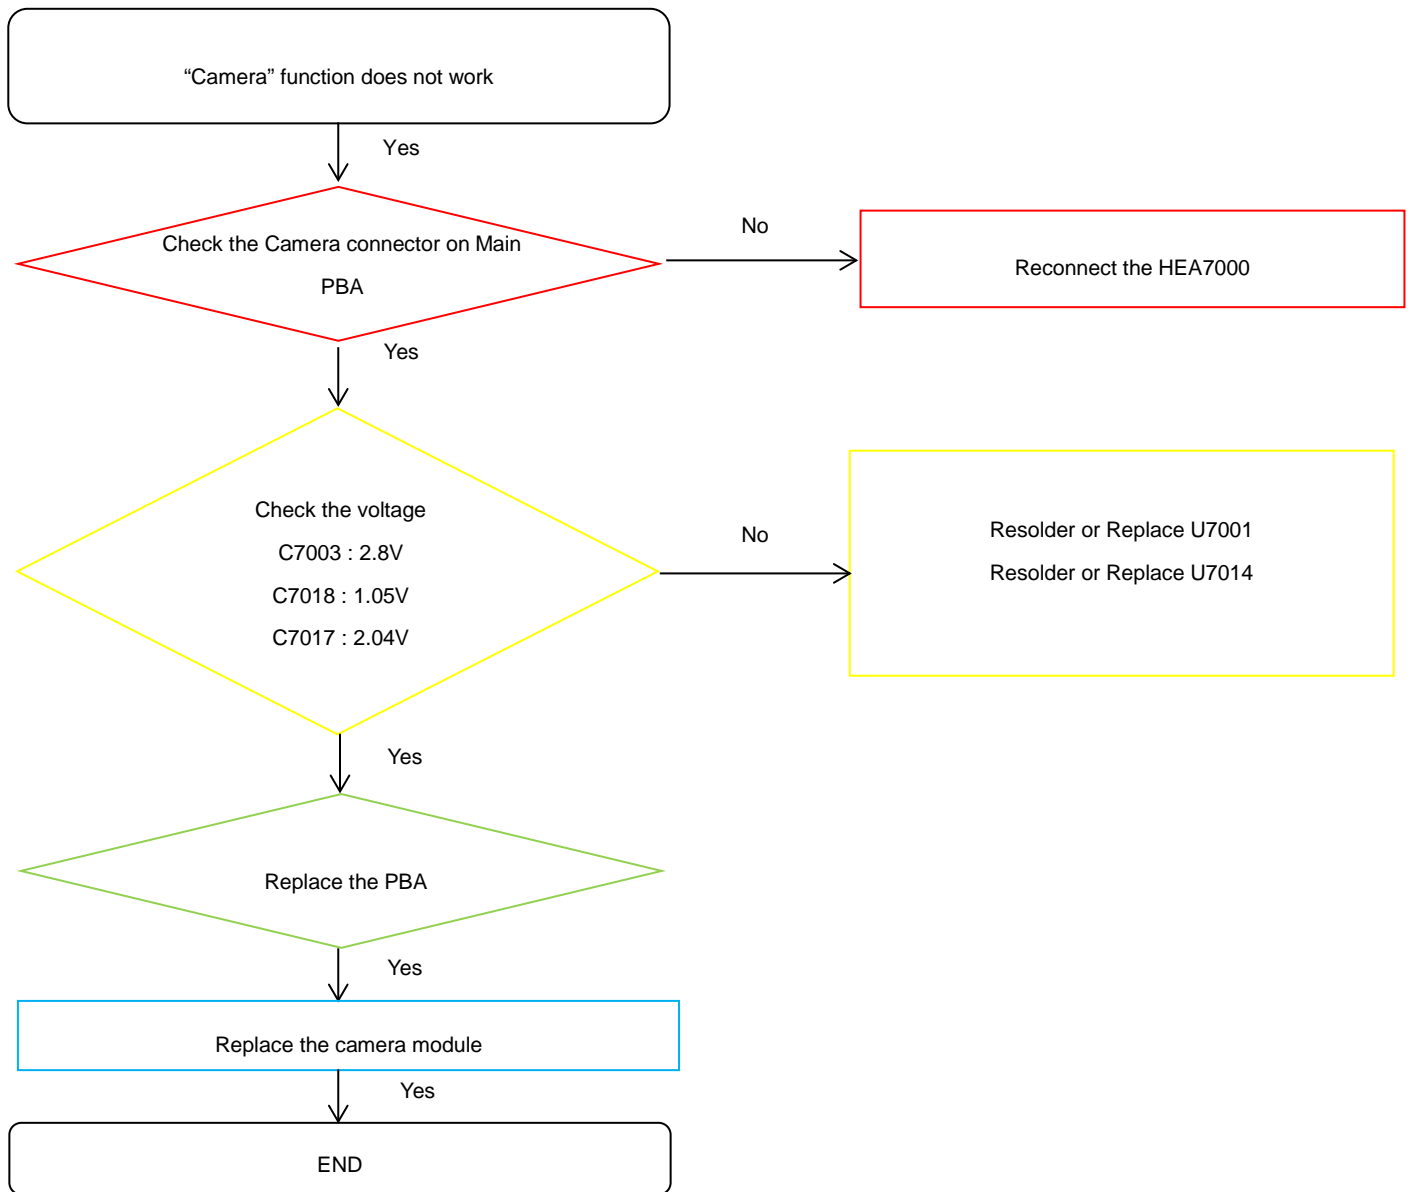 “Camera” function does not work
Yes
Check the Camera connector on Main
PBA
No
Reconnect the HEA7000
Yes
Check the voltage
C7003 : 2.8V
C7018 : 1.05V
C7017 : 2.04V
No
Resolder or Replace U7001
Resolder or Replace U7014
Yes
Replace the PBA
Yes
Replace the camera module
Yes
END